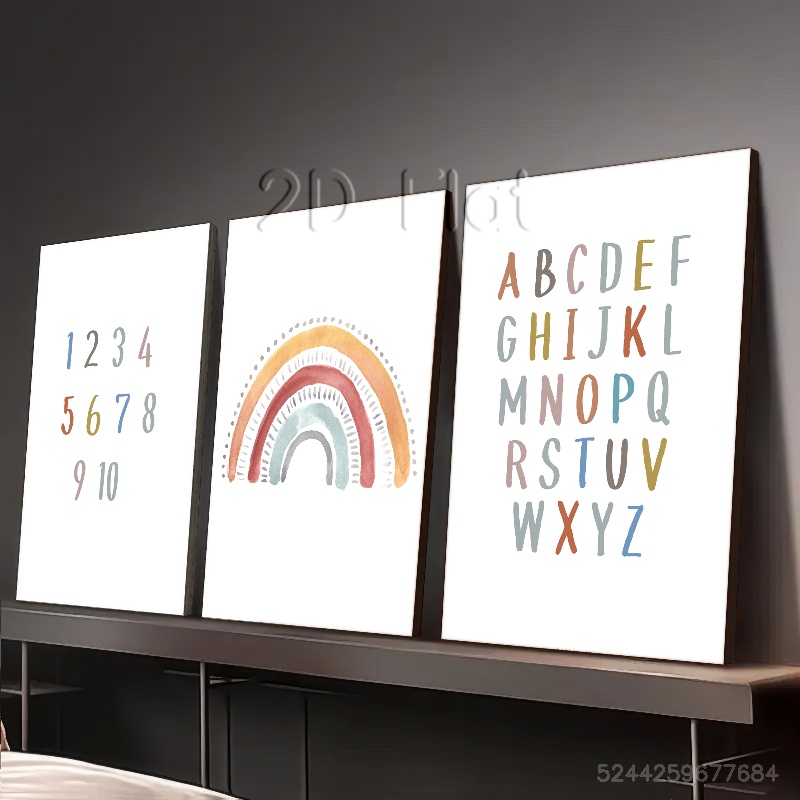 2D Flat
1 2 3 4
5 6 7 8
9 10
A B C D E F
G H I J K L
M N O P Q
R S T U V
W X Y Z
5244259677684